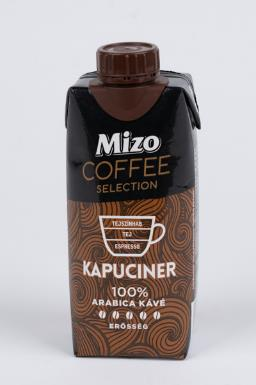 Mizo
COFFEE
SELECTION
TEJSZÍNHAB
TEJ
ESPRESSO
KAPUCINER
100%
ARABICA KÁVÉ
ERŐSSÉG